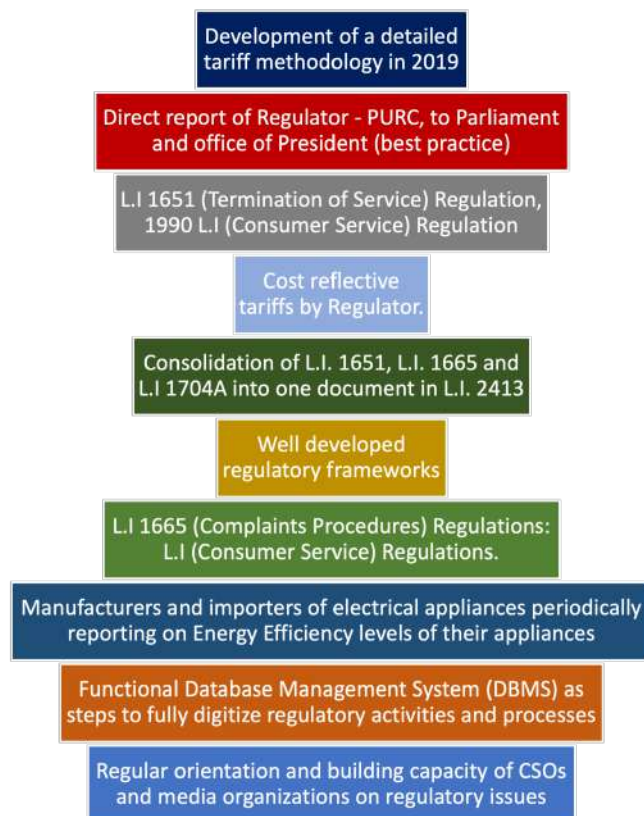 Development of a detailed
tariff methodology in 2019
Direct report of Regulator - PURC, to Parliament
and office of President (best practice)
L.I 1651 (Termination of Service) Regulation,
1990 L.I (Consumer Service) Regulation
Cost reflective
tariffs by Regulator.
Consolidation of L.I. 1651, L.I. 1665 and
L.I 1704A into one document in L.I. 2413
Well developed
regulatory frameworks
L.I 1665 (Complaints Procedures) Regulations:
L.I (Consumer Service) Regulations.
Manufacturers and importers of electrical appliances periodically
reporting on Energy Efficiency levels of their appliances
Functional Database Management System (DBMS) as
steps to fully digitize regulatory activities and processes
Regular orientation and building capacity of CSOs
and media organizations on regulatory issues